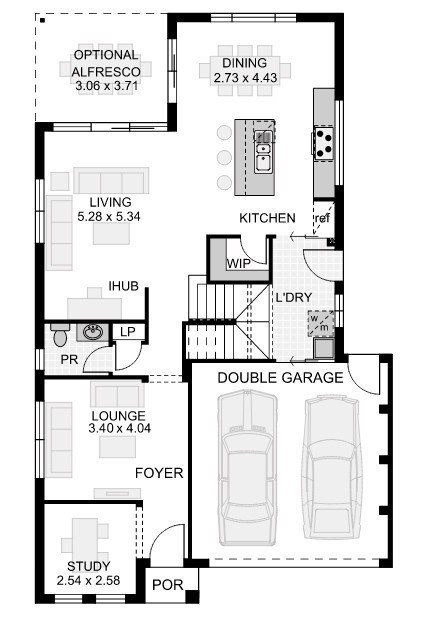 OPTIONAL
ALFRESCO
3.06 x 3.71
DINING
2.73 x 4.43
LIVING
5.28 x 5.34
KITCHEN
ref
WIP
IHUB
L'DRY
w
m
LP
PR
DOUBLE GARAGE
LOUNGE
3.40 x 4.04
FOYER
STUDY
2.54 x 2.58
POR